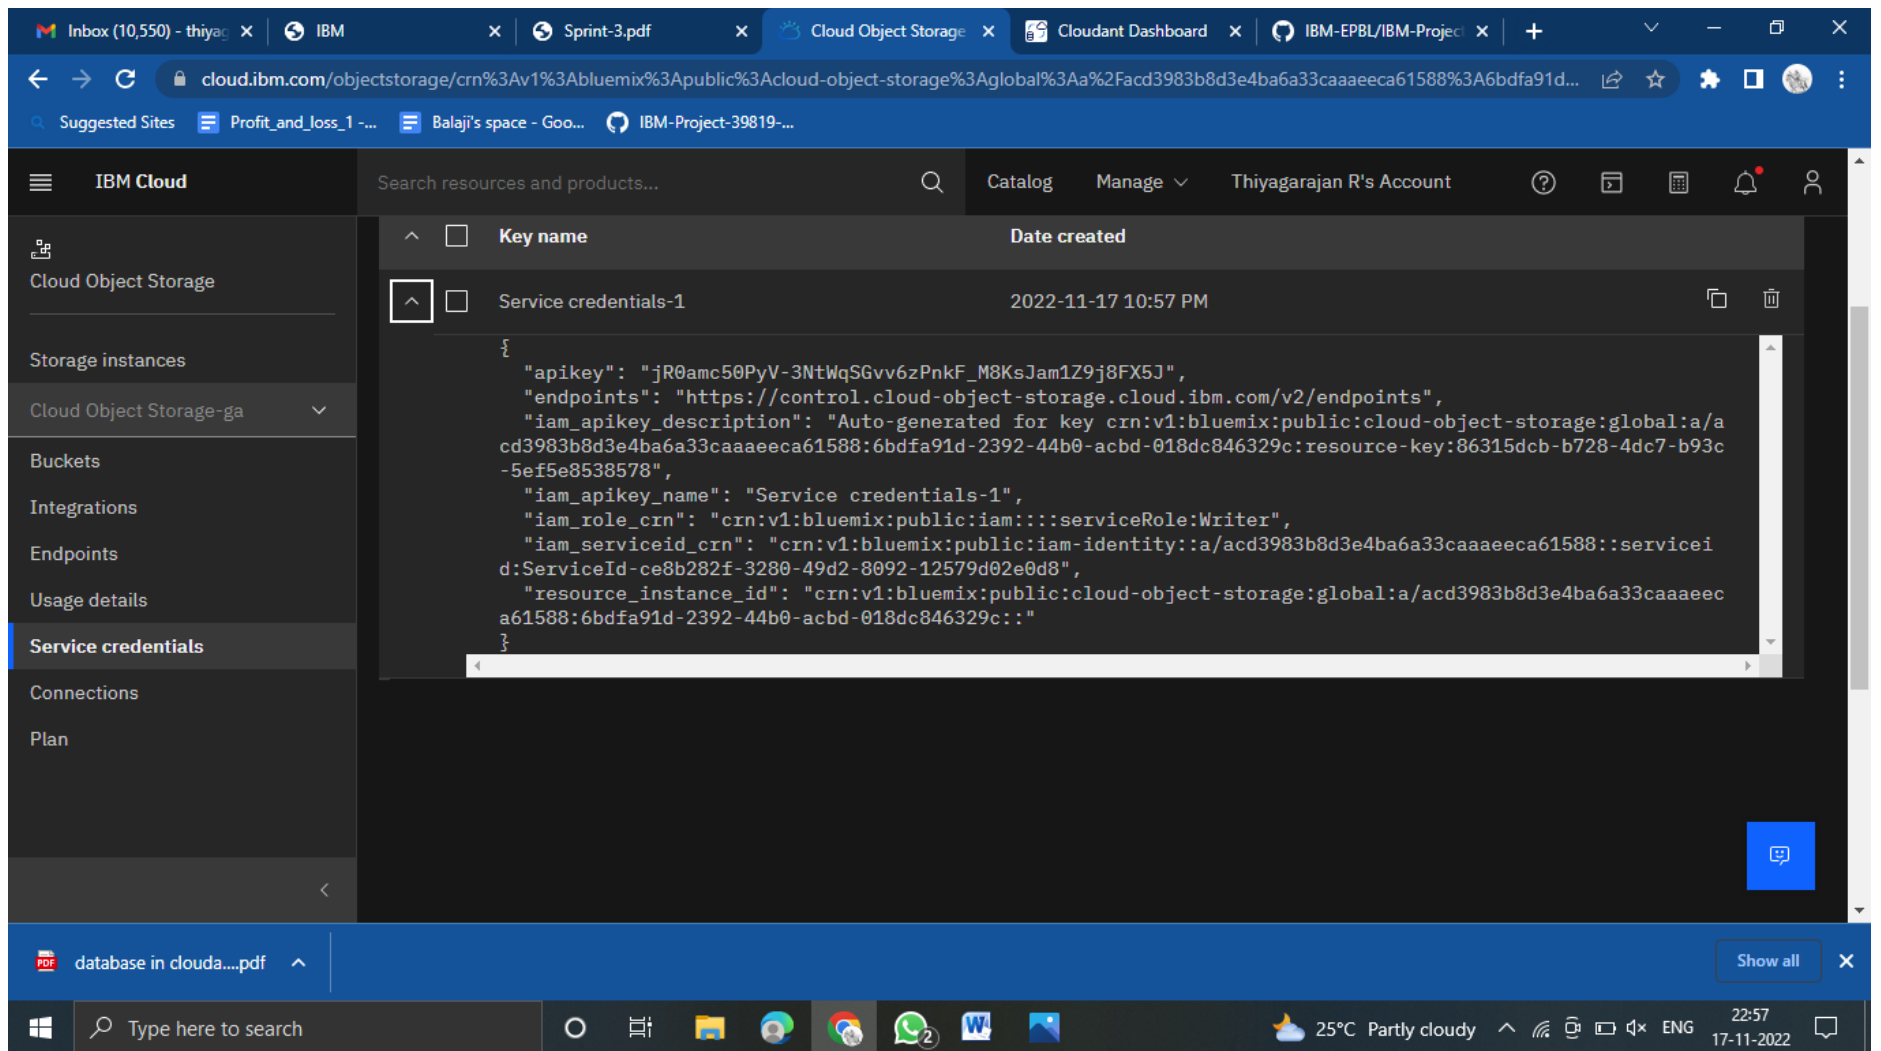 Inbox (10,550) - thiyag
IBM
Sprint-3.pdf
Cloud Object Storage
Cloudant Dashboard
IBM-EPBL/IBM-Project
cloud.ibm.com/objectstorage/crn%3Av1%3Abluemix%3Apublic%3Acloud-object-storage%3Aglobal%3Aa%2Facd3983b8d3e4ba6a33caaaeeca61588%3A6bdfa91d...
Suggested Sites
Profit_and_loss_1 -...
Balaji's space - Goo...
IBM-Project-39819-...
IBM Cloud
Search resources and products...
Catalog
Manage
Thiyagarajan R's Account
Cloud Object Storage
Storage instances
Cloud Object Storage-ga
Buckets
Integrations
Endpoints
Usage details
Service credentials
Connections
Plan
Key name
Date created
Service credentials-1
2022-11-17 10:57 PM
{
"apikey": "jR0amc50PyV-3NtWqSGvv6zPnkF_M8KsJam1Z9j8FX5J",
"endpoints": "https://control.cloud-object-storage.cloud.ibm.com/v2/endpoints",
"iam_apikey_description": "Auto-generated for key crn:v1:bluemix:public:cloud-object-storage:global:a/a
cd3983b8d3e4ba6a33caaaeeca61588:6bdfa91d-2392-44b0-acbd-018dc846329c:resource-key:86315dcb-b728-4dc7-b93c
-5ef5e8538578",
"iam_apikey_name": "Service credentials-1",
"iam_role_crn": "crn:v1:bluemix:public:iam::::serviceRole:Writer",
"iam_serviceid_crn": "crn:v1:bluemix:public:iam-identity::a/acd3983b8d3e4ba6a33caaaeeca61588::servicei
d:ServiceId-ce8b282f-3280-49d2-8092-12579d02e0d8",
"resource_instance_id": "crn:v1:bluemix:public:cloud-object-storage:global:a/acd3983b8d3e4ba6a33caaaeec
a61588:6bdfa91d-2392-44b0-acbd-018dc846329c::"
}
database in clouda....pdf
Show all
Type here to search
2
25°C Partly cloudy
ENG
22:57
17-11-2022